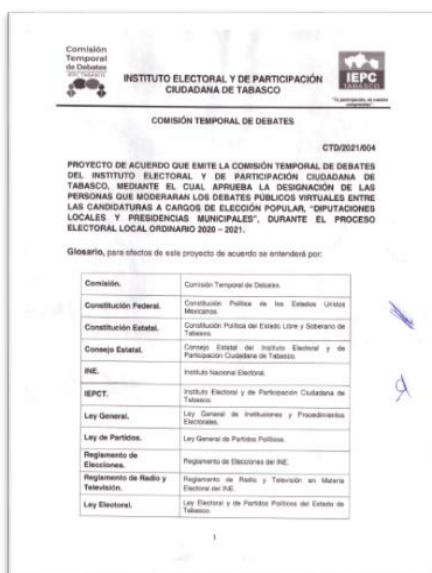 Comisión
Temporal
de Debates
IEPC TABASCO
INSTITUTO ELECTORAL Y DE PARTICIPACIÓN
CIUDADANA DE TABASCO
IEPC
TABASCO
"Tu participación, es nuestro
compromiso"
COMISIÓN TEMPORAL DE DEBATES
CTD/2021/004
PROYECTO DE ACUERDO QUE EMITE LA COMISIÓN TEMPORAL DE DEBATES
DEL INSTITUTO ELECTORAL Y DE PARTICIPACIÓN CIUDADANA DE
TABASCO, MEDIANTE EL CUAL APRUEBA LA DESIGNACIÓN DE LAS
PERSONAS QUE MODERARAN LOS DEBATES PÚBLICOS VIRTUALES ENTRE
LAS CANDIDATURAS A CARGOS DE ELECCIÓN POPULAR, "DIPUTACIONES
LOCALES Y PRESIDENCIAS MUNICIPALES", DURANTE EL PROCESO
ELECTORAL LOCAL ORDINARIO 2020 – 2021.
Glosario, para efectos de este proyecto de acuerdo se entenderá por:
Comisión.
Comisión Temporal de Debates.
Constitución Federal.
Constitución Política de los Estados Unidos
Mexicanos.
Constitución Estatal.
Constitución Política del Estado Libre y Soberano de
Tabasco.
Consejo Estatal.
Consejo Estatal del Instituto Electoral y de
Participación Ciudadana de Tabasco.
INE.
Instituto Nacional Electoral.
IEPCT.
Instituto Electoral y de Participación Ciudadana de
Tabasco.
Ley General.
Ley General de Instituciones y Procedimientos
Electorales.
Ley de Partidos.
Ley General de Partidos Políticos.
Reglamento de
Elecciones.
Reglamento de Elecciones del INE.
Reglamento de Radio y
Televisión.
Reglamento de Radio y Televisión en Materia
Electoral del INE.
Ley Electoral.
Ley Electoral y de Partidos Políticos del Estado de
Tabasco.
1